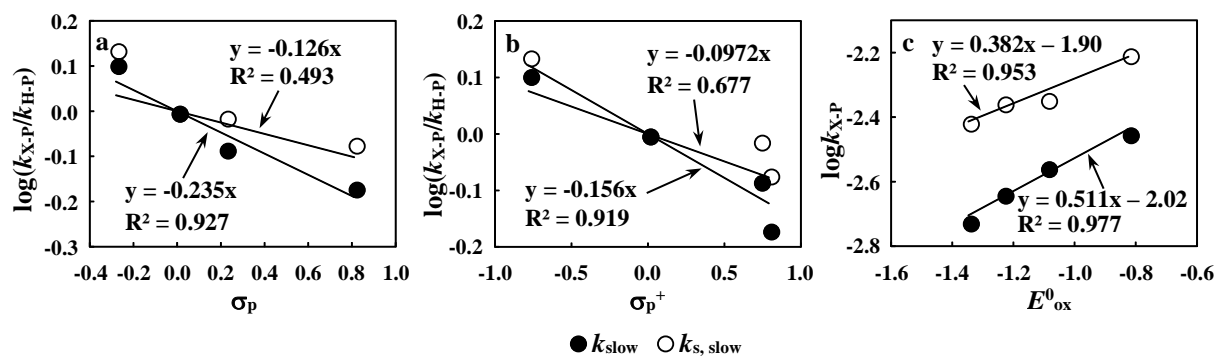 a
y = -0.126x
R² = 0.493
y = -0.235x
R² = 0.927
0.2
0.1
0.0
-0.1
-0.2
-0.3
log(kX-P/kH-P)
-0.4 -0.2 0.0 0.2 0.4 0.6 0.8 1.0
σp
b
y = -0.0972x
R² = 0.677
y = -0.156x
R² = 0.919
0.2
0.1
0.0
-0.1
-0.2
log(kX-P/kH-P)
-1.0 -0.5 0.0 0.5 1.0
σp⁺
c
y = 0.382x – 1.90
R² = 0.953
y = 0.511x – 2.02
R² = 0.977
-2.0
-2.2
-2.4
-2.6
-2.8
logkX-P
-1.6 -1.4 -1.2 -1.0 -0.8 -0.6
E⁰ox
kslow ks, slow